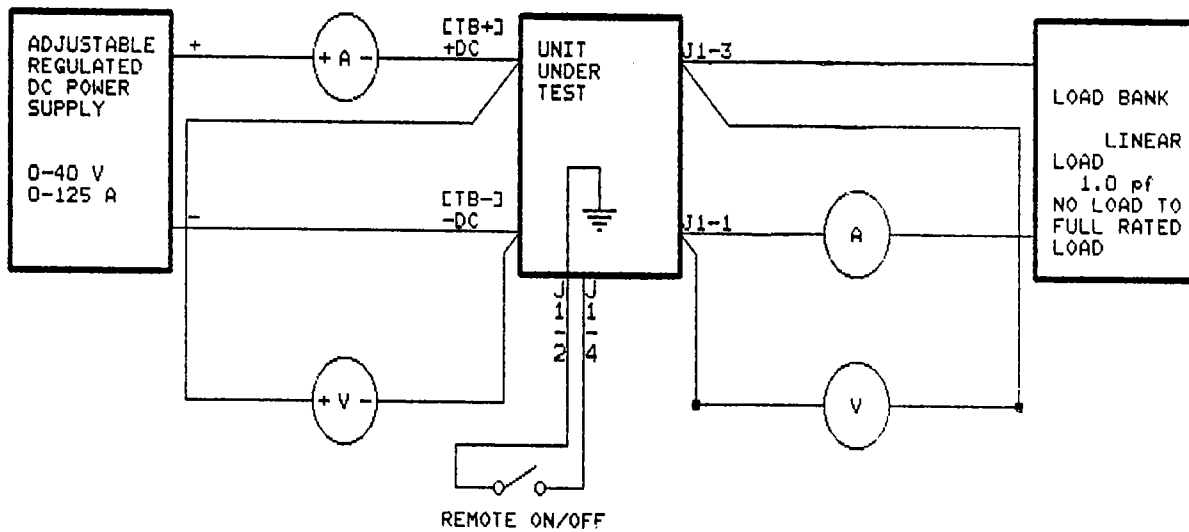 ADJUSTABLE
REGULATED
DC POWER
SUPPLY
0-40 V
0-125 A
+
-
+ A -
[TB+]
+DC
[TB-]
-DC
UNIT
UNDER
TEST
J1-3
J1-1
LOAD BANK
LINEAR
LOAD
1.0 pf
NO LOAD TO
FULL RATED
LOAD
A
J1-2
J1-4
+ V -
V
REMOTE ON/OFF